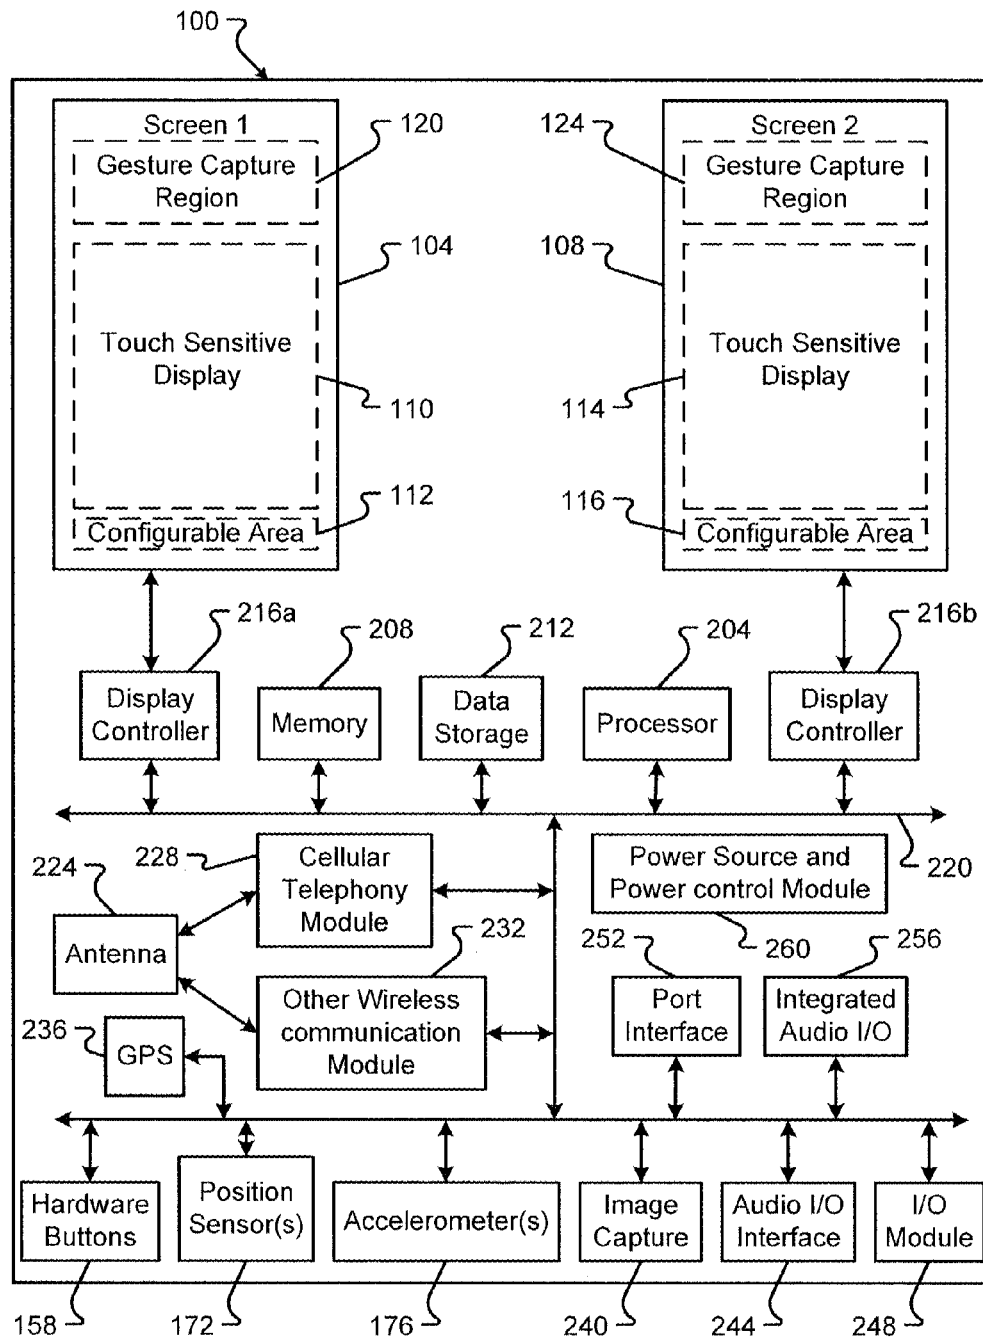 100
Screen 1
120
124
Screen 2
Gesture Capture
Region
Gesture Capture
Region
104
108
Touch Sensitive
Display
Touch Sensitive
Display
110
114
112
116
Configurable Area
Configurable Area
216a
208
212
204
216b
Display
Controller
Memory
Data
Storage
Processor
Display
Controller
224
228
Cellular
Telephony
Module
Power Source and
Power control Module
220
Antenna
232
252
260
256
236
GPS
Other Wireless
communication
Module
Port
Interface
Integrated
Audio I/O
Hardware
Buttons
Position
Sensor(s)
Accelerometer(s)
Image
Capture
Audio I/O
Interface
I/O
Module
158
172
176
240
244
248